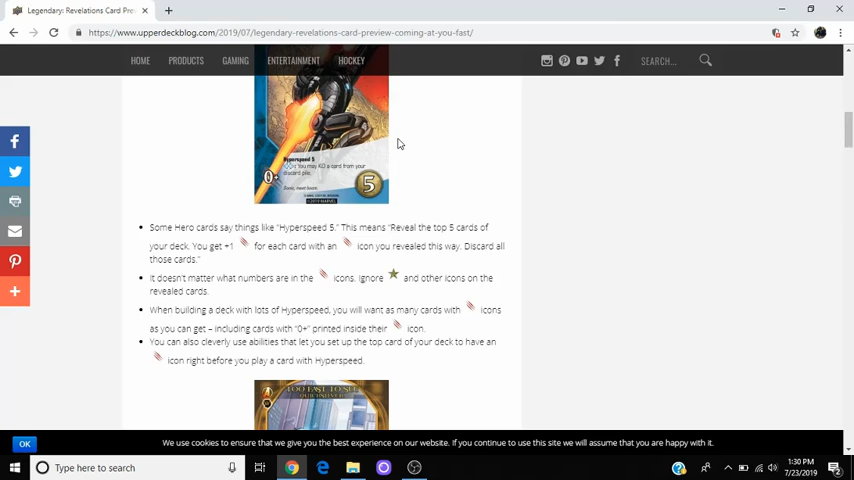 Legendary: Revelations Card Prev
https://www.upperdeckblog.com/2019/07/legendary-revelations-card-preview-coming-at-you-fast/
HOME PRODUCTS GAMING ENTERTAINMENT HOCKEY SEARCH...
Hyperspeed 5
You may KO a card from your
discard pile.
Sonic, meet boom.
0+ 5
Some Hero cards say things like "Hyperspeed 5." This means "Reveal the top 5 cards of
your deck. You get +1 for each card with an icon you revealed this way. Discard all
those cards."
It doesn't matter what numbers are in the icons. Ignore and other icons on the
revealed cards.
When building a deck with lots of Hyperspeed, you will want as many cards with icons
as you can get – including cards with "0+" printed inside their icon.
You can also cleverly use abilities that let you set up the top card of your deck to have an
icon right before you play a card with Hyperspeed.
TOO FAST TO SEE
QUICKSILVER
OK We use cookies to ensure that we give you the best experience on our website. If you continue to use this site we will assume that you are happy with it.
Type here to search
1:30 PM
7/23/2019
2